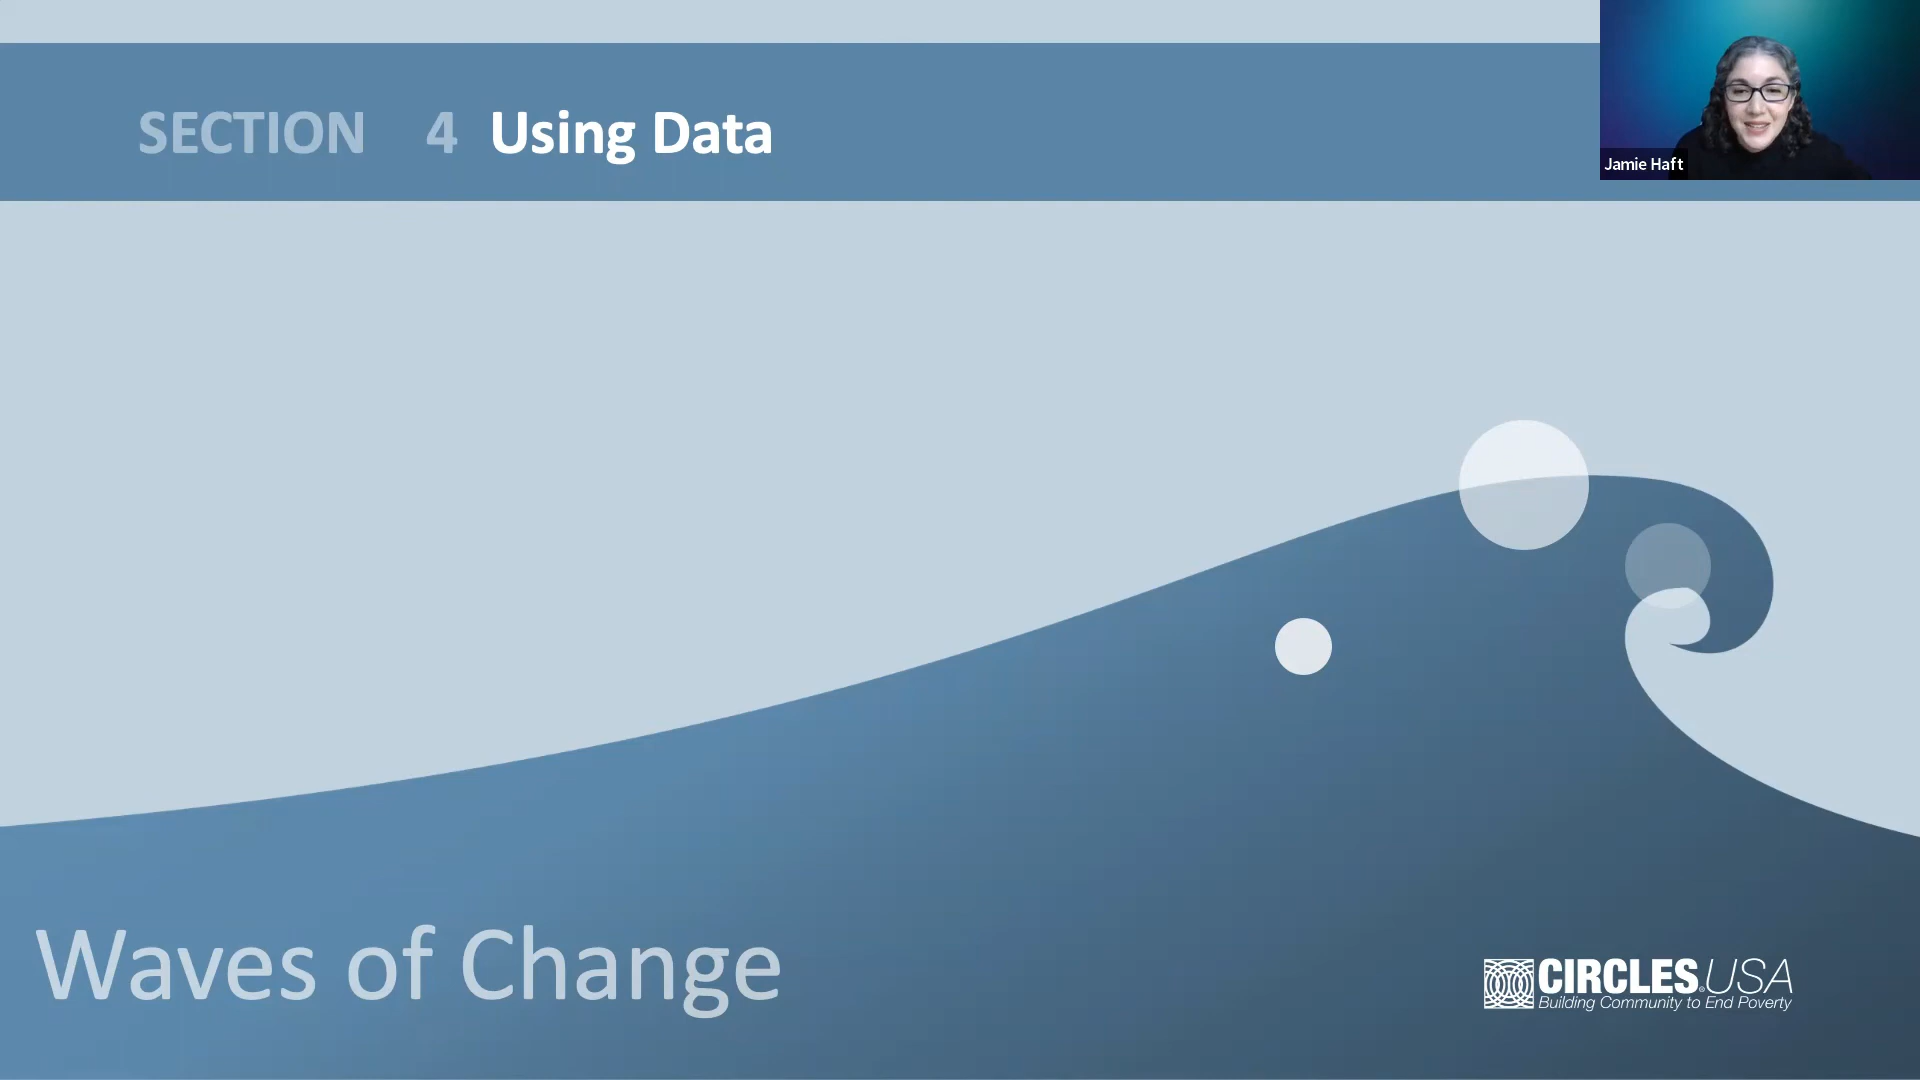 SECTION 4 Using Data
Jamie Haft
Waves of Change
CIRCLES® USA
Building Community to End Poverty